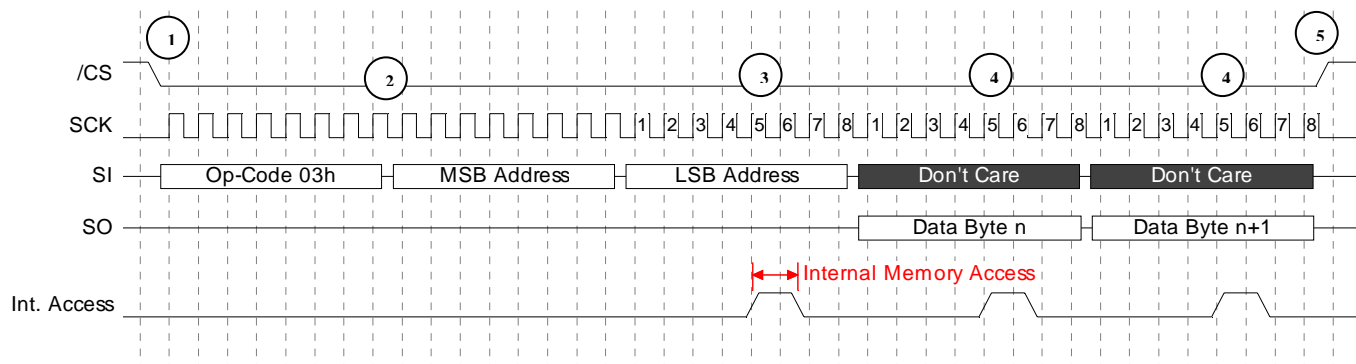 1 5
/CS 2 3 4 4
SCK 1 2 3 4 5 6 7 8 1 2 3 4 5 6 7 8 1 2 3 4 5 6 7 8
SI Op-Code 03h MSB Address LSB Address Don't Care Don't Care
SO Data Byte n Data Byte n+1
Internal Memory Access
Int. Access